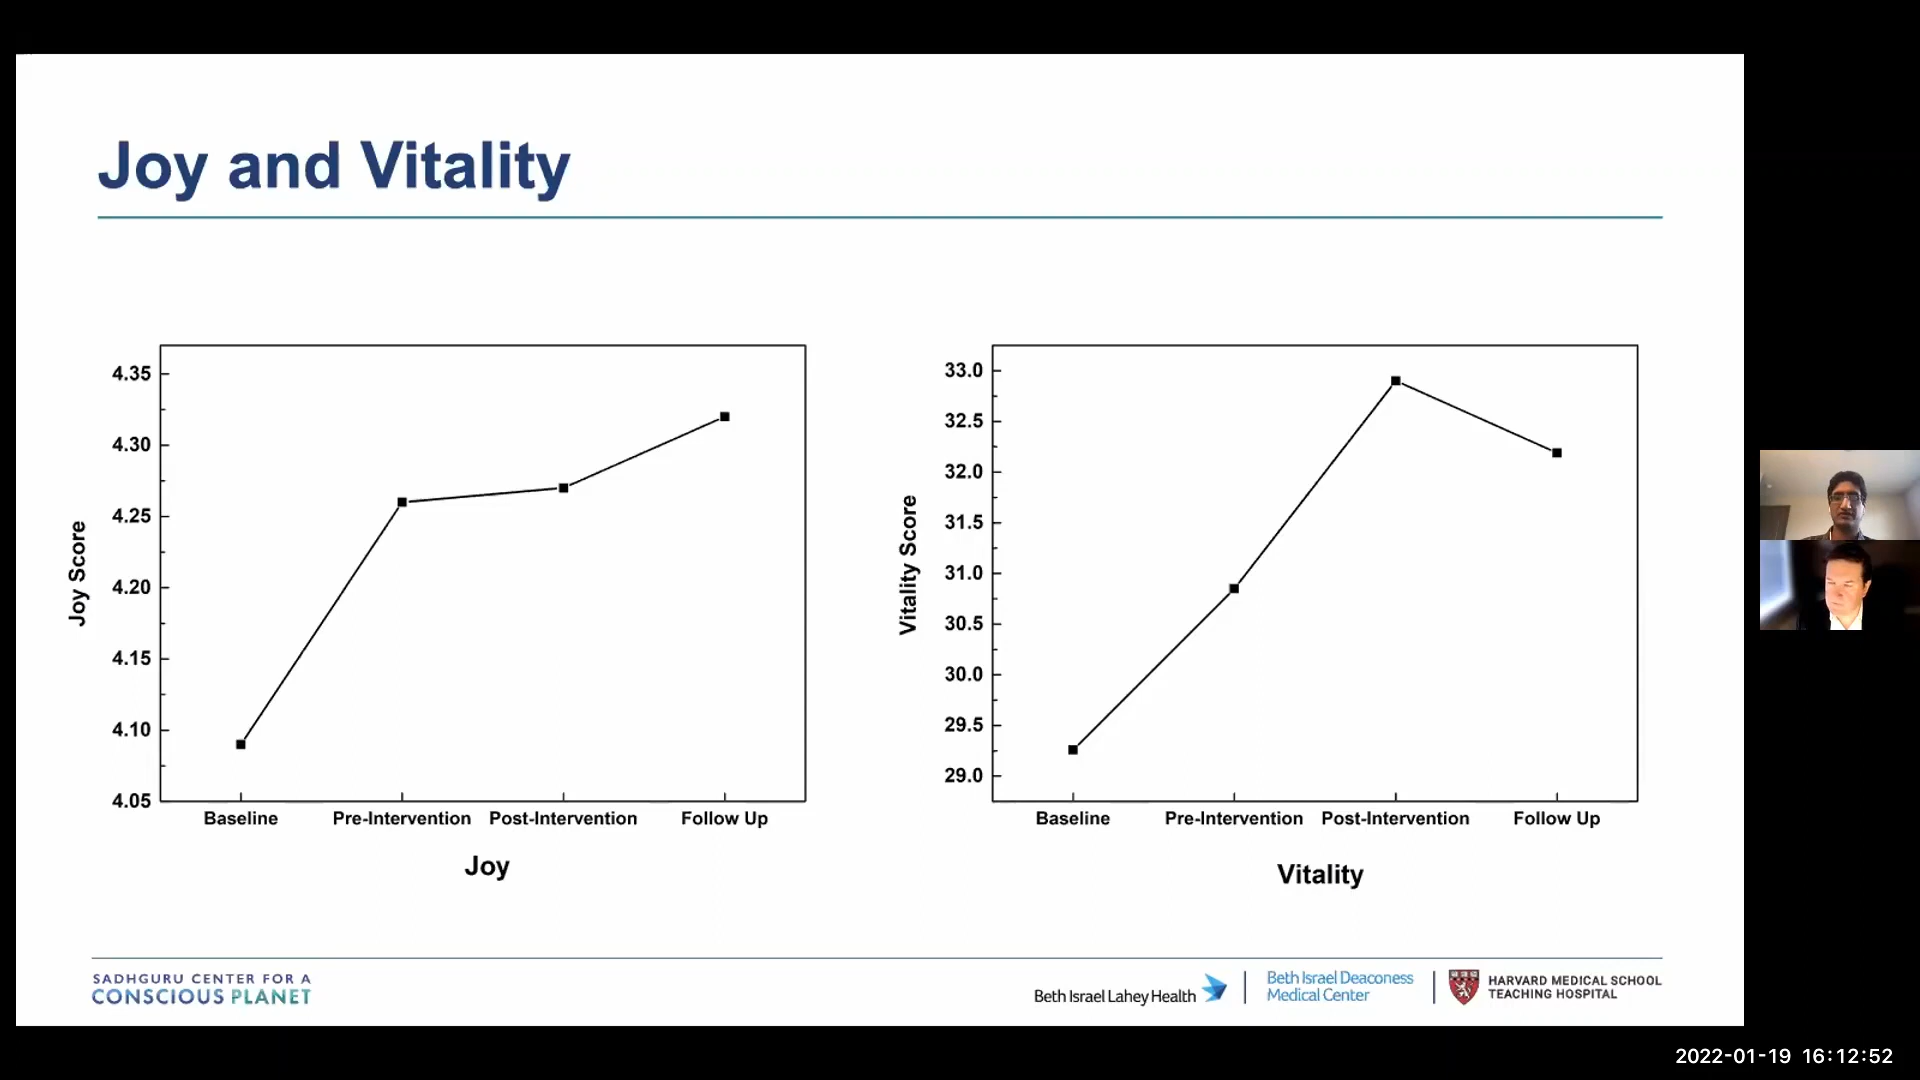 Joy and Vitality
4.35
4.30
4.25
4.20
4.15
4.10
4.05
Joy Score
Baseline Pre-Intervention Post-Intervention Follow Up
Joy
33.0
32.5
32.0
31.5
31.0
30.5
30.0
29.5
29.0
Vitality Score
Baseline Pre-Intervention Post-Intervention Follow Up
Vitality
SADHGURU CENTER FOR A
CONSCIOUS PLANET
Beth Israel Lahey Health
Beth Israel Deaconess
Medical Center
HARVARD MEDICAL SCHOOL
TEACHING HOSPITAL
2022-01-19 16:12:52